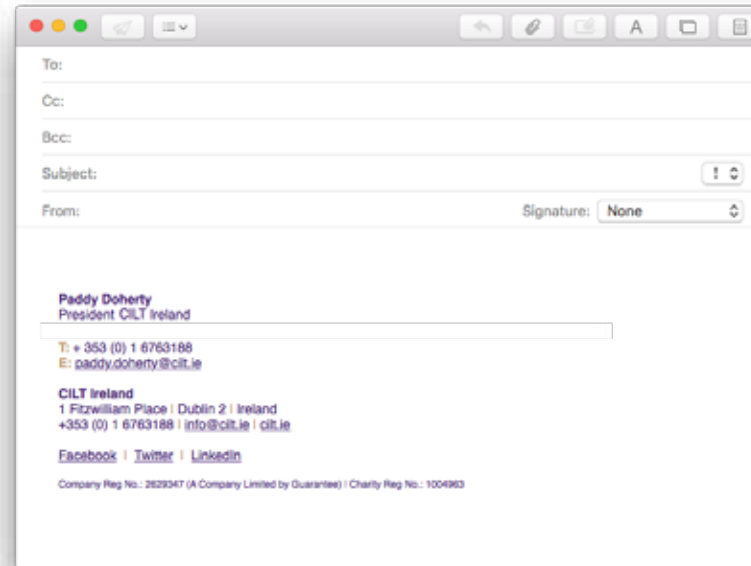 To:
Cc:
Bcc:
Subject:
!
From:
Signature: None
Paddy Doherty
President CILT Ireland
T: + 353 (0) 1 6763188
E: paddy.doherty@cilt.ie
CILT Ireland
1 Fitzwilliam Place | Dublin 2 | Ireland
+353 (0) 1 6763188 | info@cilt.ie | cilt.ie
Facebook | Twitter | LinkedIn
Company Reg No.: 2629347 (A Company Limited by Guarantee) | Charity Reg No.: 1004963